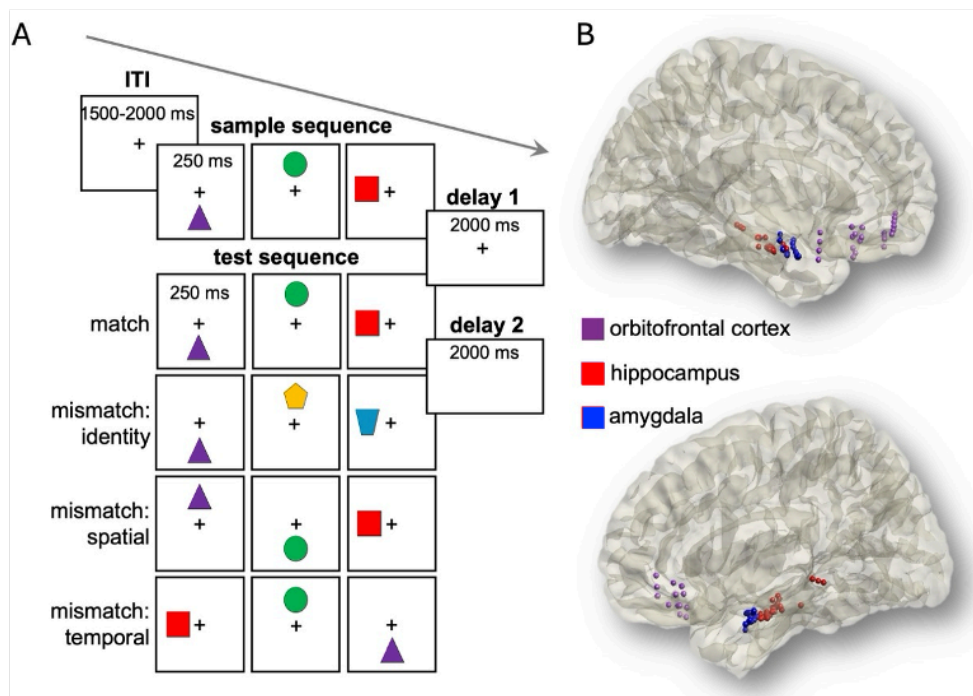 A
B
ITI
1500-2000 ms
+
sample sequence
250 ms
+
+
+
delay 1
2000 ms
+
test sequence
match
250 ms
+
+
+
delay 2
2000 ms
mismatch:
identity
+
+
+
mismatch:
spatial
+
+
+
mismatch:
temporal
+
+
+
orbitofrontal cortex
hippocampus
amygdala